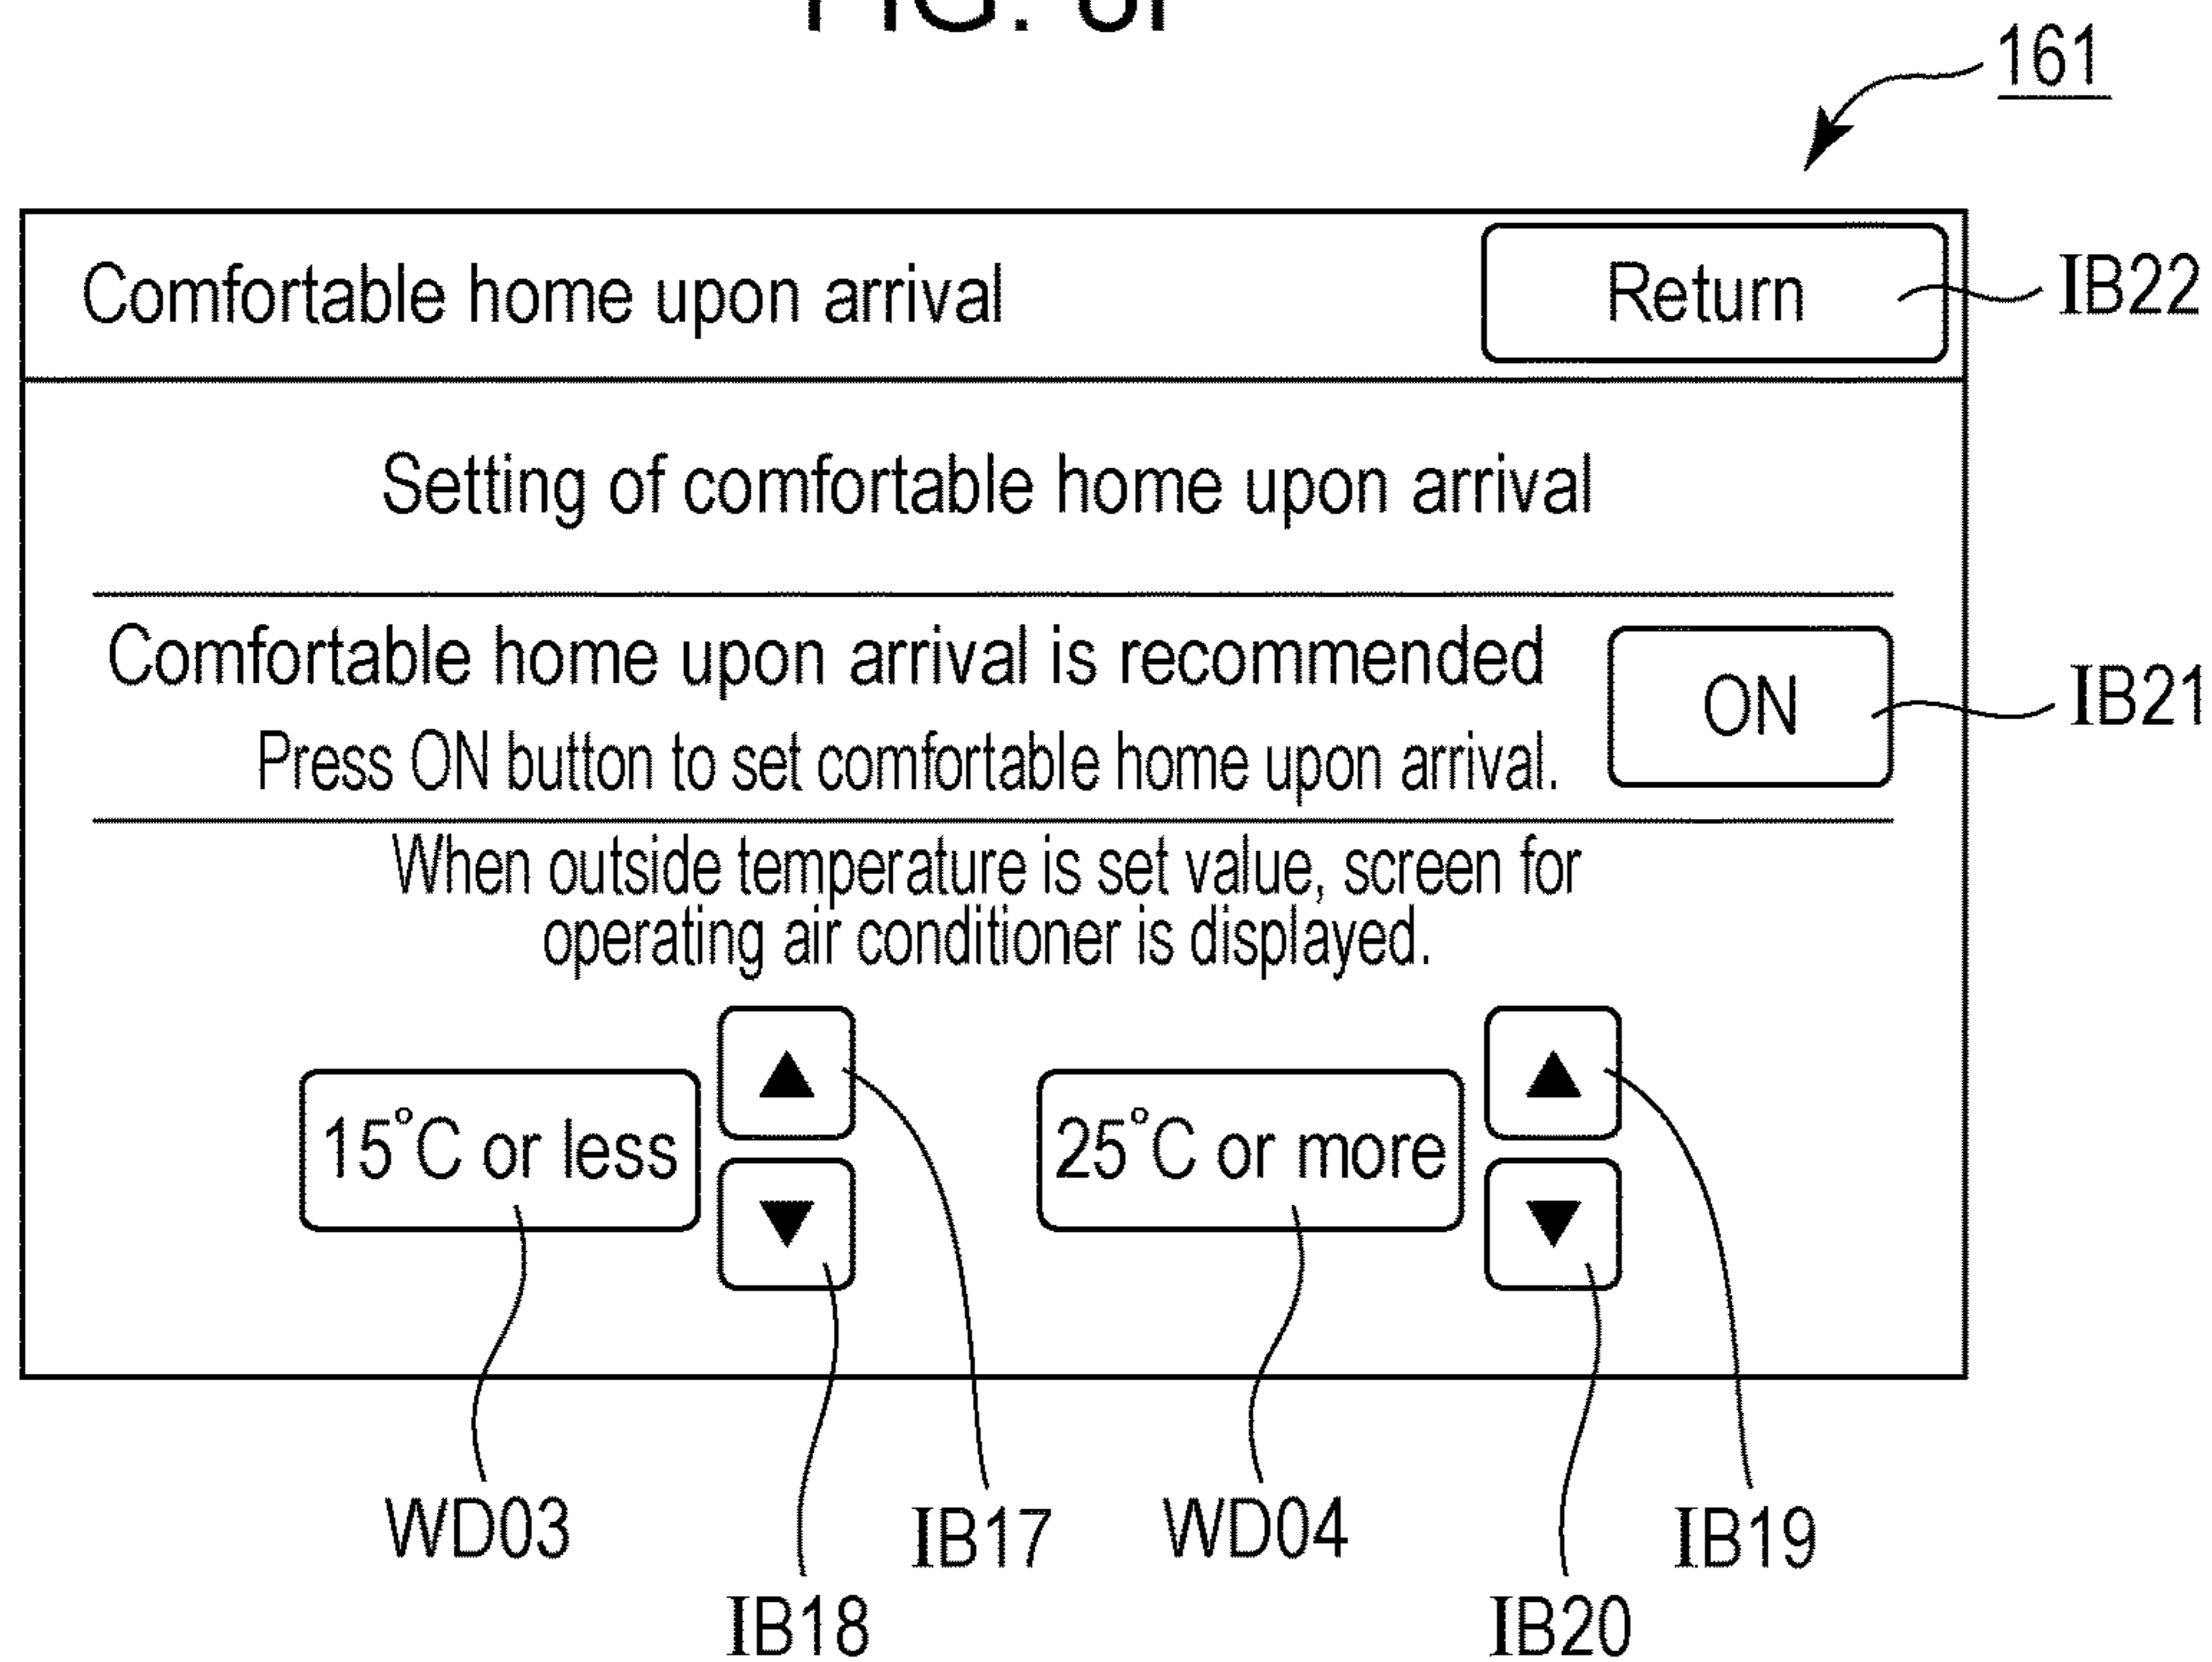 FIG.
161
Comfortable home upon arrival
Return
IB22
Setting of comfortable home upon arrival
Comfortable home upon arrival is recommended
ON
IB21
Press ON button to set comfortable home upon arrival.
When outside temperature is set value, screen for
operating air conditioner is displayed.
▲
▲
15°C or less
25°C or more
▼
▼
WD03
IB17
WD04
IB19
IB18
IB20